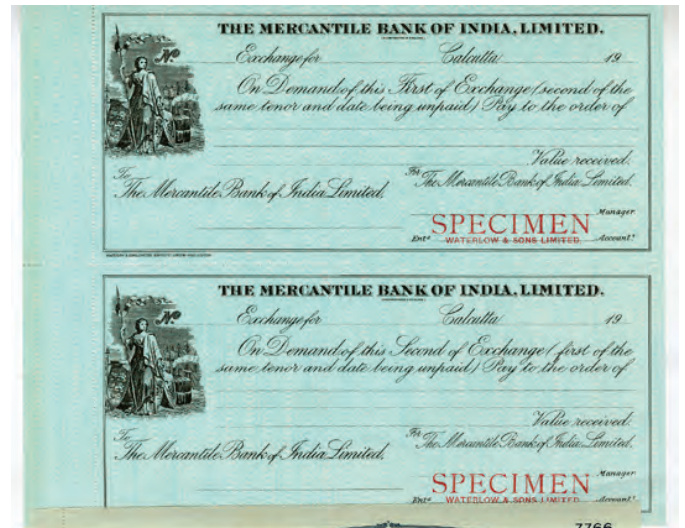 THE MERCANTILE BANK OF INDIA, LIMITED.
No. Exchange for Calcutta 19
On Demand of this First of Exchange (second of the
same tenor and date being unpaid) Pay to the order of
Value received.
To The Mercantile Bank of India Limited, For The Mercantile Bank of India Limited.
Manager
SPECIMEN
Entd WATERLOW & SONS LIMITED Accountt
THE MERCANTILE BANK OF INDIA, LIMITED.
No. Exchange for Calcutta 19
On Demand of this Second of Exchange (first of the
same tenor and date being unpaid) Pay to the order of
Value received.
To The Mercantile Bank of India Limited, For The Mercantile Bank of India Limited.
Manager
SPECIMEN
Entd WATERLOW & SONS LIMITED Accountt
7766